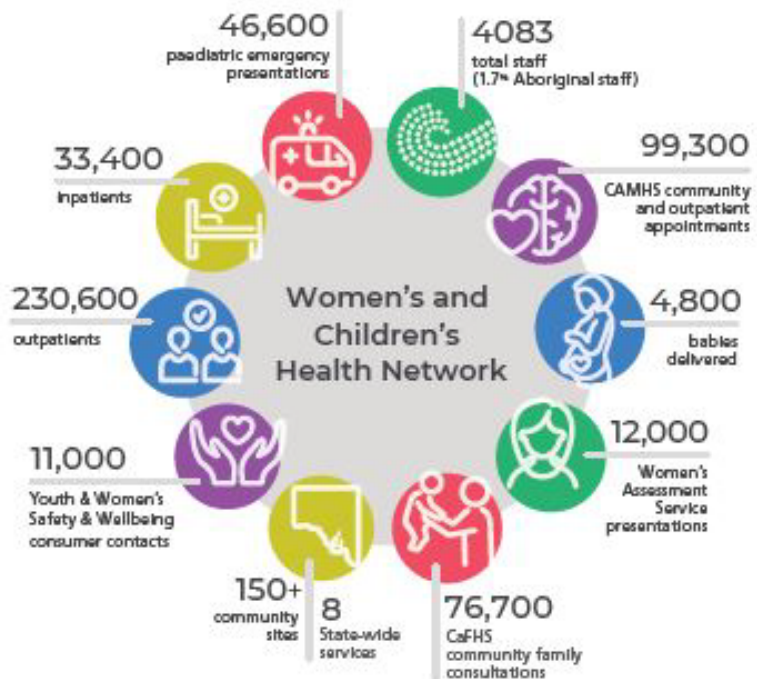 46,600
paediatric emergency
presentations
4083
total staff
(1.7% Aboriginal staff)
33,400
inpatients
99,300
CAMHS community
and outpatient
appointments
Women's and
Children's
Health Network
230,600
outpatients
4,800
babies
delivered
11,000
Youth & Women's
Safety & Wellbeing
consumer contacts
12,000
Women's
Assessment
Service
presentations
150+
community
sites
8
State-wide
services
76,700
CaFHS
community family
consultations